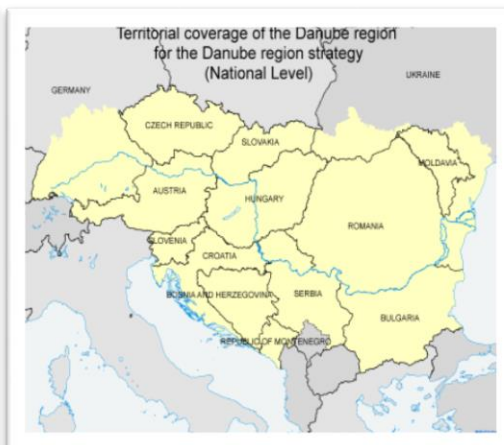 Territorial coverage of the Danube region
for the Danube region strategy
(National Level)
UKRAINE
GERMANY
CZECH REPUBLIC
SLOVAKIA
MOLDAVIA
AUSTRIA
HUNGARY
ROMANIA
SLOVENIA
CROATIA
BOSNIA AND HERZEGOVINA
SERBIA
BULGARIA
REPUBLIC OF MONTENEGRO